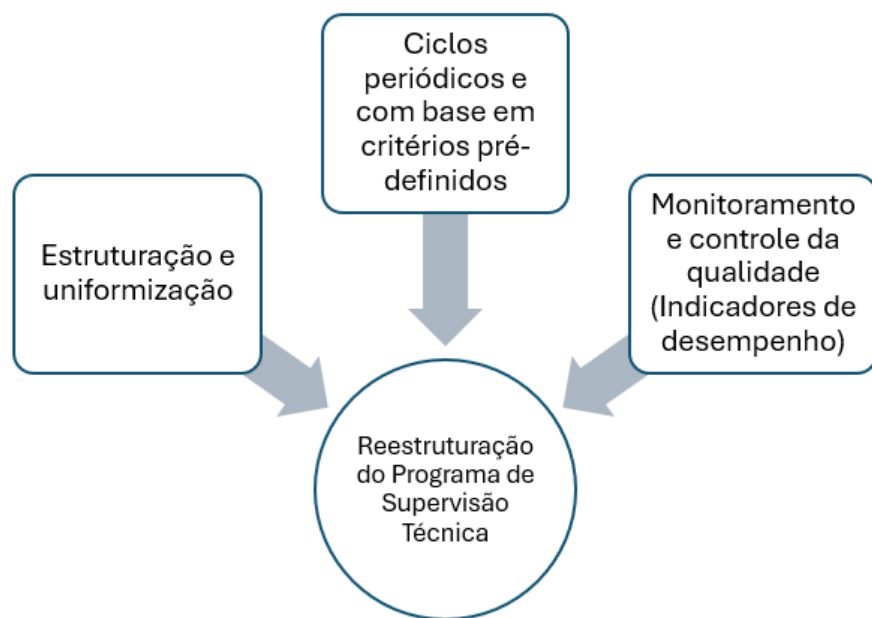 Ciclos
periódicos e
com base em
critérios pré-
definidos
Estruturação e
uniformização
Monitoramento
e controle da
qualidade
(Indicadores de
desempenho)
Reestruturação
do Programa de
Supervisão
Técnica